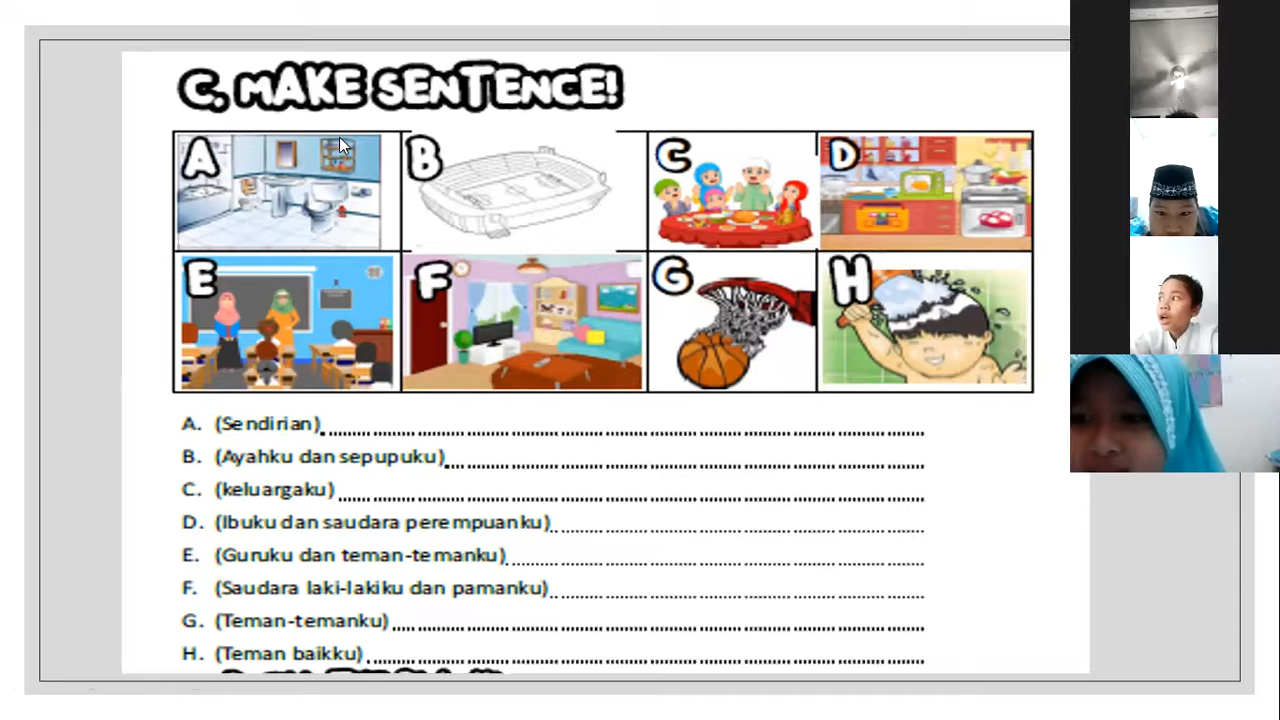 C. MAKE SENTENCE!
A B C D
E F G H
A. (Sendirian)
B. (Ayahku dan sepupuku)
C. (keluargaku)
D. (Ibuku dan saudara perempuanku)
E. (Guruku dan teman-temanku)
F. (Saudara laki-lakiku dan pamanku)
G. (Teman-temanku)
H. (Teman baikku)